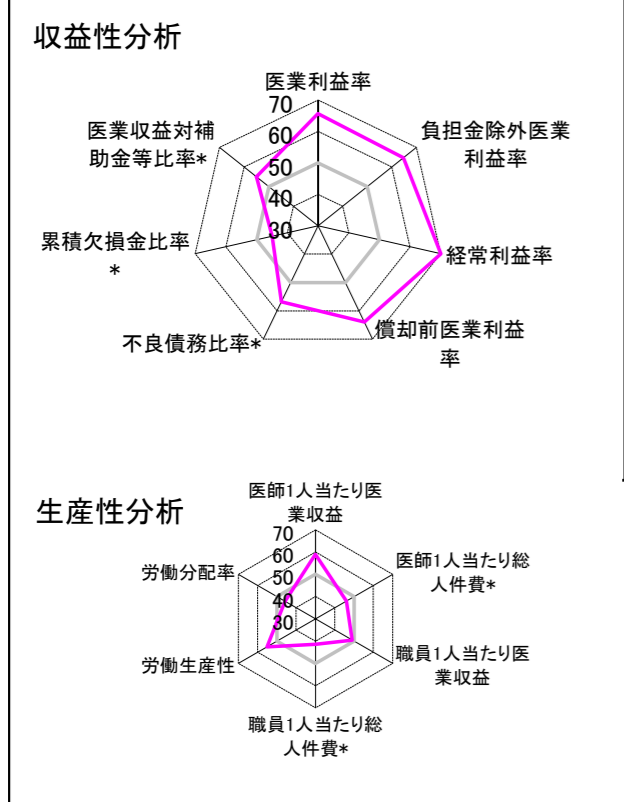 収益性分析
医業利益率
70
60
50
40
30
負担金除外医業
利益率
経常利益率
償却前医業利益
率
不良債務比率*
累積欠損金比率
*
医業収益対補
助金等比率*
生産性分析
医師1人当たり医
業収益
70
60
50
40
30
医師1人当たり総
人件費*
職員1人当たり医
業収益
職員1人当たり総
人件費*
労働生産性
労働分配率